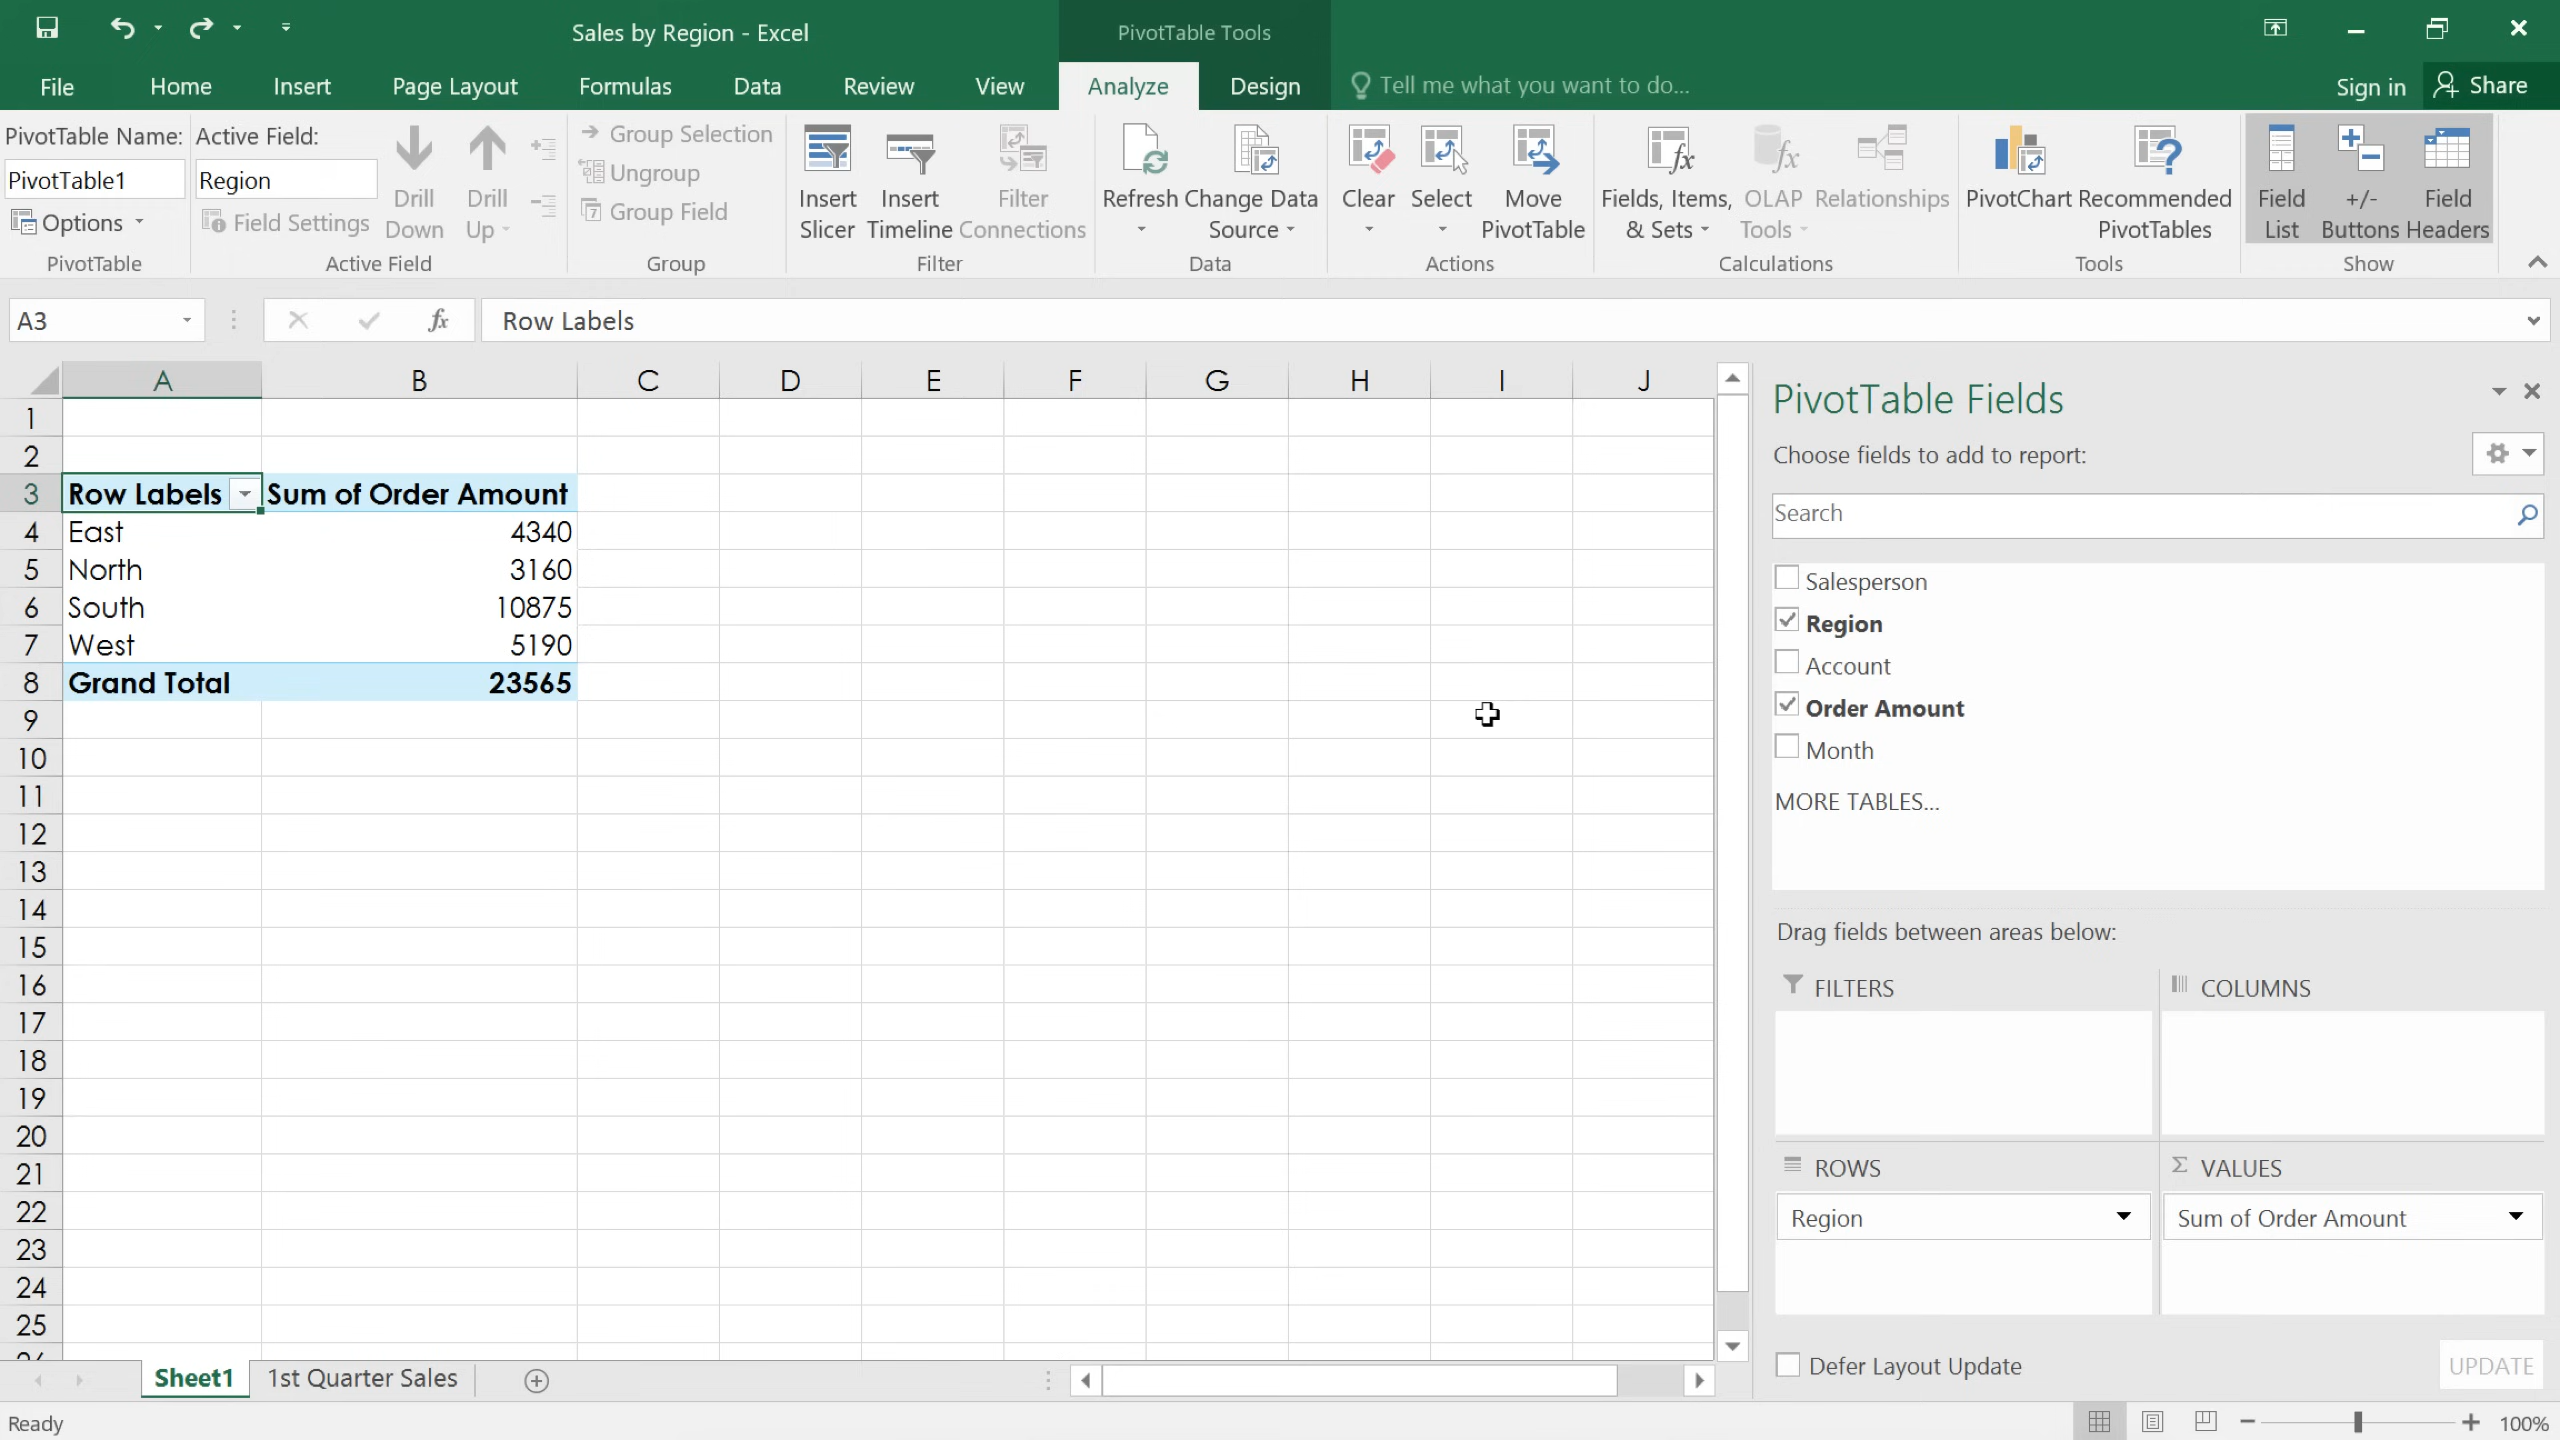 Sales by Region - Excel
PivotTable Tools
File Home Insert Page Layout Formulas Data Review View Analyze Design Tell me what you want to do... Sign in Share
PivotTable Name:
PivotTable1
Options
PivotTable
Active Field:
Region
Field Settings
Drill Down
Drill Up
Active Field
Group Selection
Ungroup
Group Field
Group
Insert Slicer
Insert Timeline
Filter Connections
Filter
Refresh
Change Data Source
Data
Clear
Select
Move PivotTable
Actions
Fields, Items, & Sets
OLAP Tools
Relationships
Calculations
PivotChart
Recommended PivotTables
Tools
Field List
+/- Buttons
Field Headers
Show
A3 fx Row Labels
A B C D E F G H I J
1
2
3 Row Labels Sum of Order Amount
4 East 4340
5 North 3160
6 South 10875
7 West 5190
8 Grand Total 23565
9
10
11
12
13
14
15
16
17
18
19
20
21
22
23
24
25
PivotTable Fields
Choose fields to add to report:
Search
Salesperson
Region
Account
Order Amount
Month
MORE TABLES...
Drag fields between areas below:
FILTERS
COLUMNS
ROWS
Region
Σ VALUES
Sum of Order Amount
Defer Layout Update
UPDATE
Sheet1 1st Quarter Sales
Ready
100%